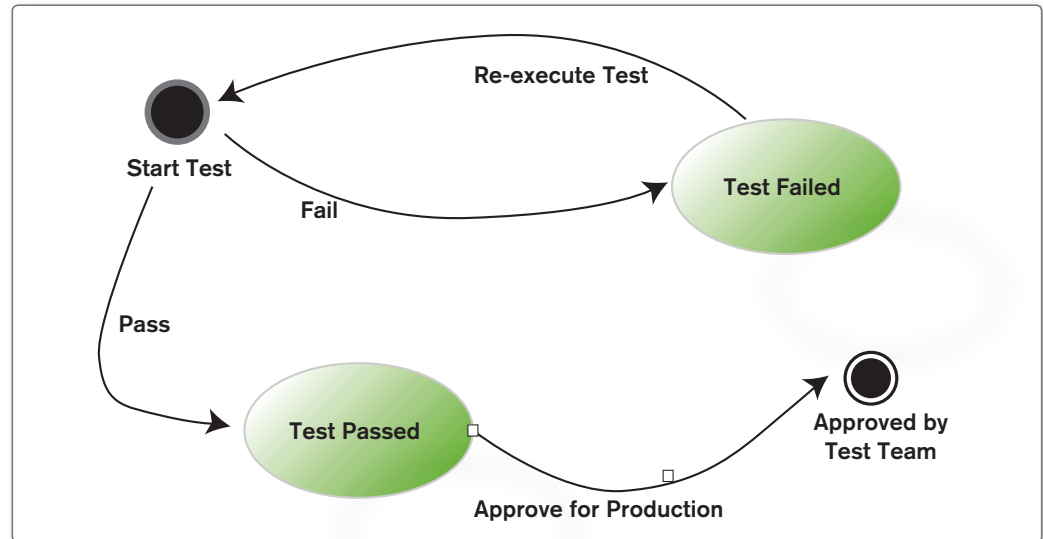 Re-execute Test
Start Test
Test Failed
Fail
Pass
Test Passed
Approved by
Test Team
Approve for Production